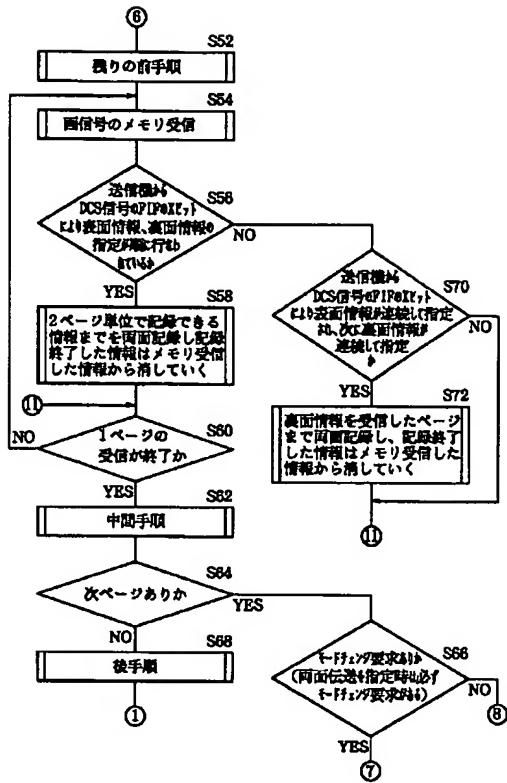 ⑥
S52
残りの前手順
S54
画信号のメモリ受信
S56
送信機から
DCS信号のFIFのXビット
により表面情報、裏面情報の
指定が順に行なわ
れているか
NO
YES
S58
2ページ単位で記録できる
情報までを両面記録し記録
終了した情報はメモリ受信
した情報から消していく
S70
送信機から
DCS信号のFIFのXビット
により表面情報が連続して指定
され、次に裏面情報が
連続して指定
か
NO
YES
S72
裏面情報を受信したページ
まで両面記録し、記録終了
した情報はメモリ受信した
情報から消していく
⑪
⑪
S60
1ページの
受信が終了か
NO
YES
S62
中間手順
S64
次ページありか
YES
NO
S68
後手順
①
S66
モードチェンジ要求ありか
(両面伝送を指定時は必ず
モードチェンジ要求がある)
NO
⑧
YES
⑦